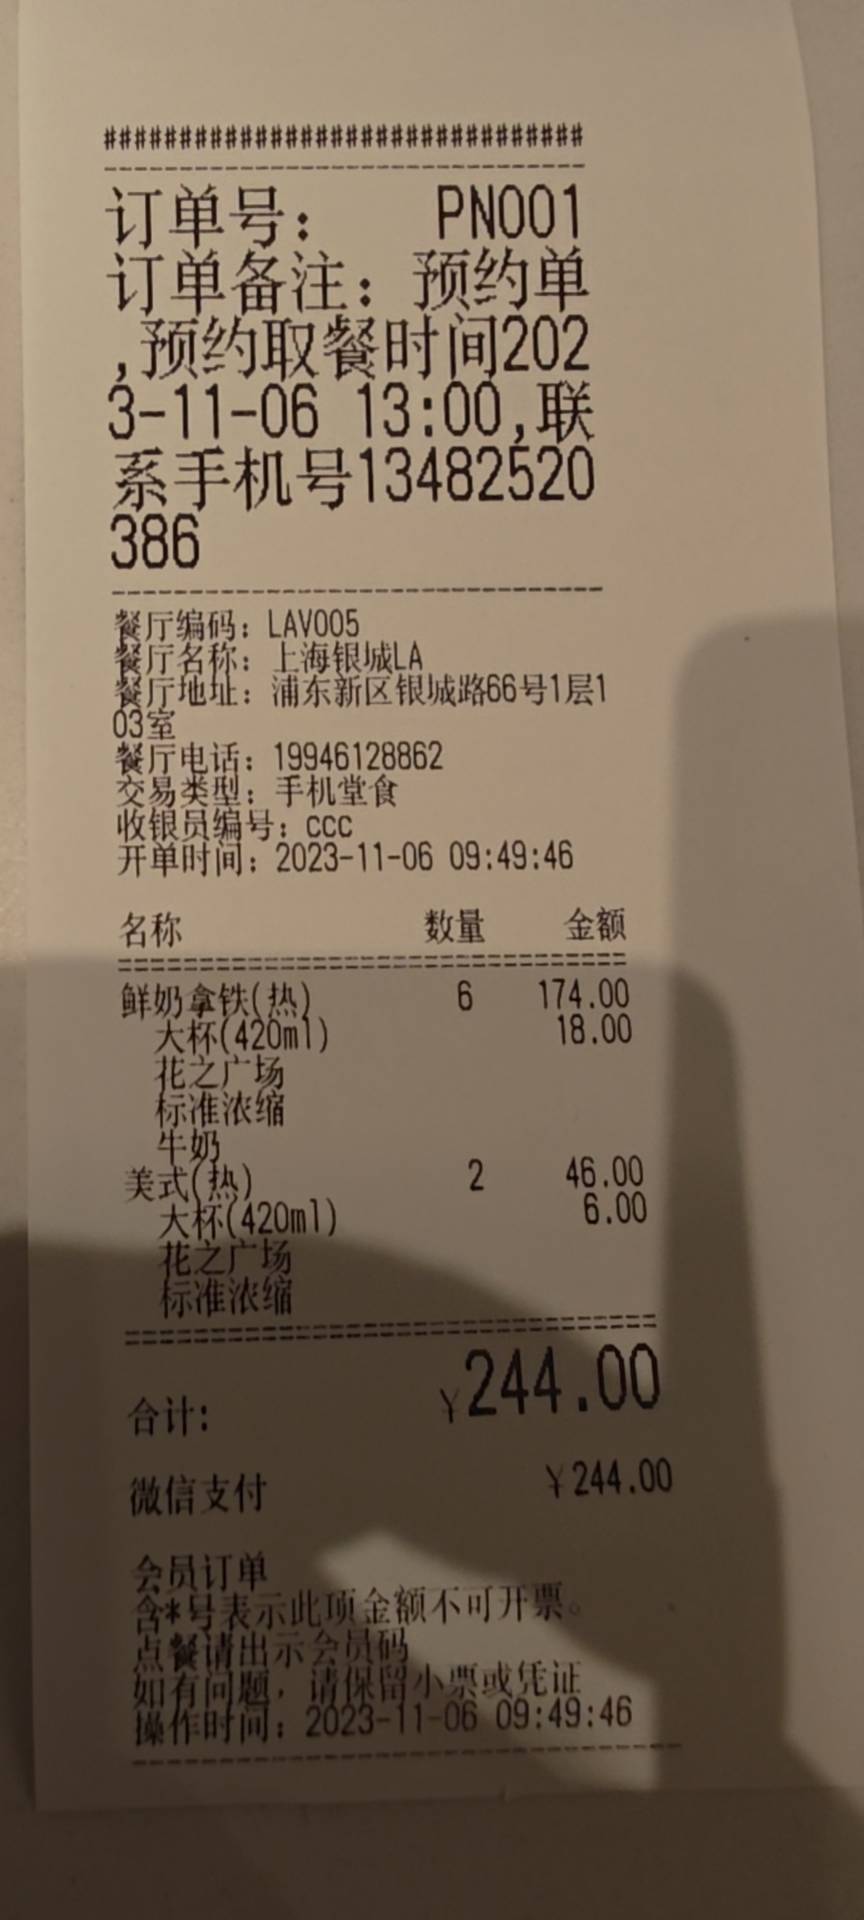 ################################
--------------------------------
订单号: PN001
订单备注: 预约单
,预约取餐时间202
3-11-06 13:00,联
系手机号13482520
386
--------------------------------
餐厅编码: LAV005
餐厅名称: 上海银城LA
餐厅地址: 浦东新区银城路66号1层1
03室
餐厅电话: 19946128862
交易类型: 手机堂食
收银员编号: ccc
开单时间: 2023-11-06 09:49:46
名称 数量 金额
================================
鲜奶拿铁(热) 6 174.00
大杯(420ml) 18.00
花之广场
标准浓缩
牛奶
美式(热) 2 46.00
大杯(420ml) 6.00
花之广场
标准浓缩
================================
合计: ¥244.00
微信支付 ¥244.00
会员订单
含*号表示此项金额不可开票。
点餐请出示会员码
如有问题，请保留小票或凭证
操作时间: 2023-11-06 09:49:46
--------------------------------